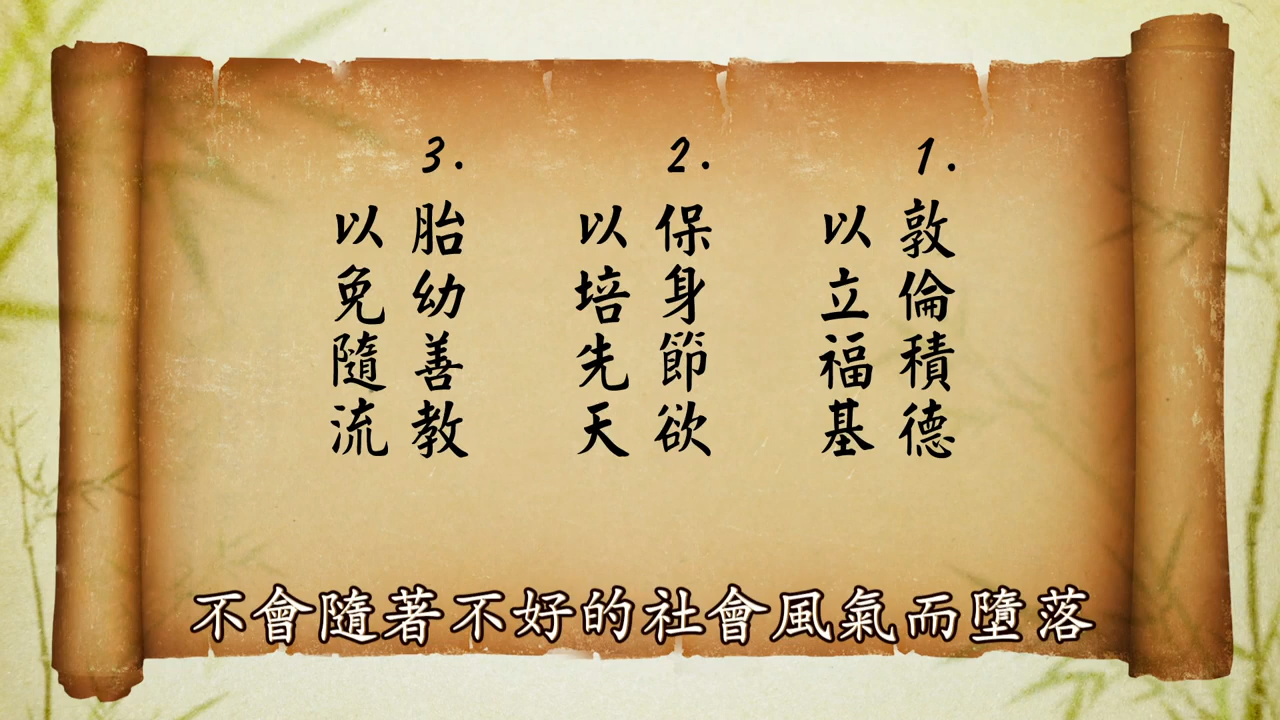 1.
敦倫積德
以立福基
2.
保身節欲
以培先天
3.
胎幼善教
以免隨流
不會隨著不好的社會風氣而墮落